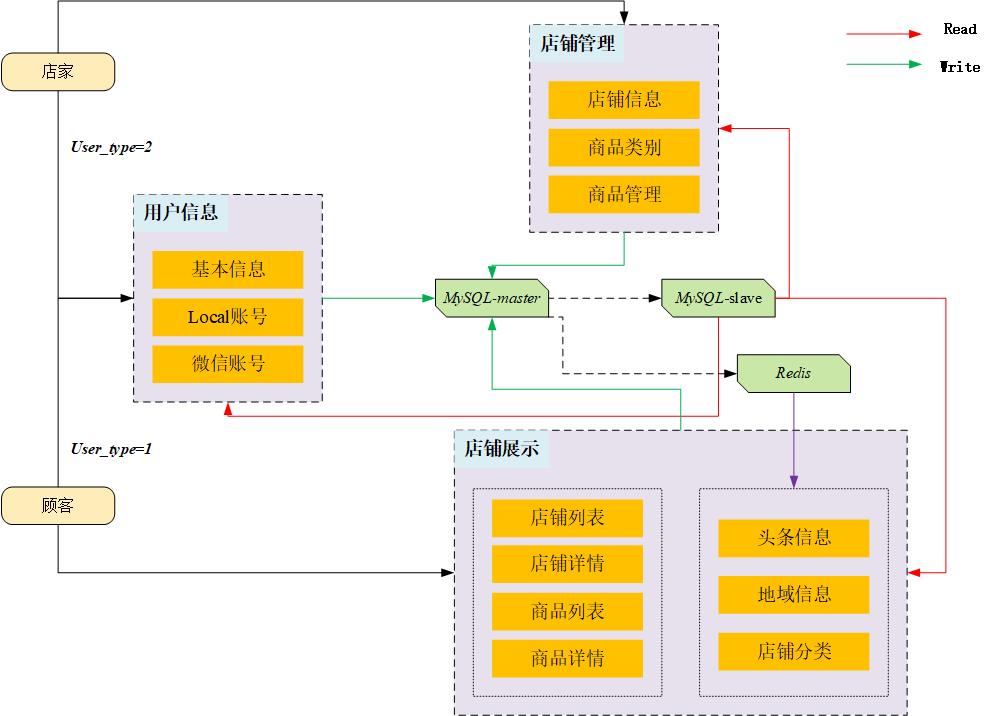 店铺管理
Read
Write
店家
店铺信息
User_type=2
商品类别
商品管理
用户信息
基本信息
MySQL-master
MySQL-slave
Local账号
微信账号
Redis
User_type=1
店铺展示
顾客
店铺列表
头条信息
店铺详情
地域信息
商品列表
店铺分类
商品详情